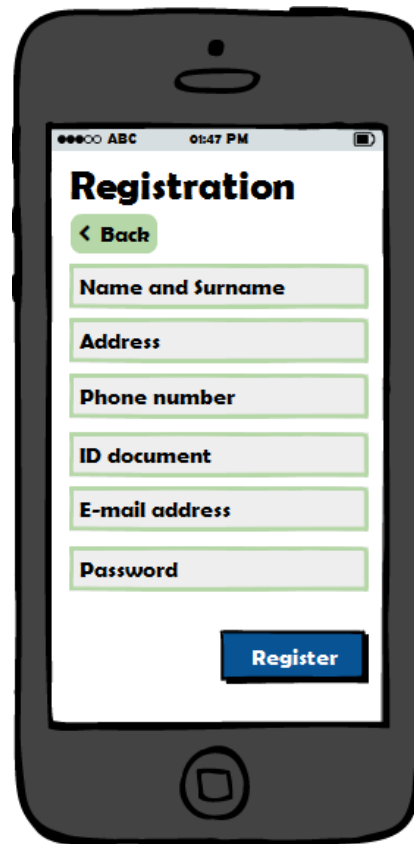 ABC 01:47 PM
Registration
< Back
Name and Surname
Address
Phone number
ID document
E-mail address
Password
Register